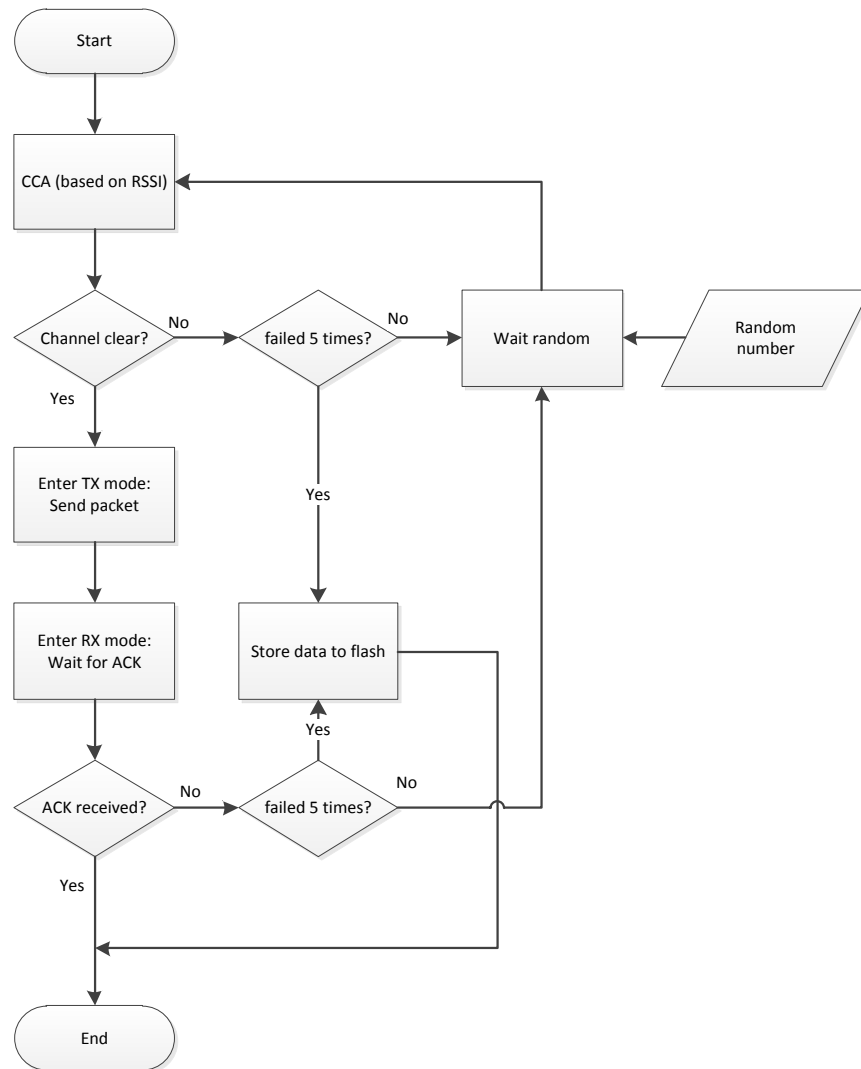 Start
CCA (based on RSSI)
Channel clear?
No
failed 5 times?
No
Wait random
Random
number
Yes
Enter TX mode:
Send packet
Yes
Enter RX mode:
Wait for ACK
Store data to flash
Yes
ACK received?
No
failed 5 times?
No
Yes
End